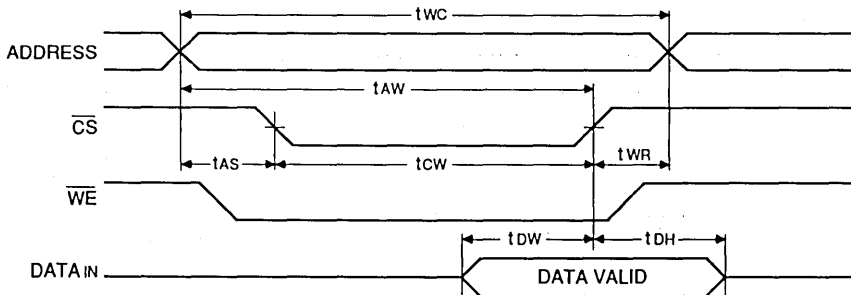 tWC
ADDRESS
tAW
CS
tAS
tCW
tWR
WE
tDW
tDH
DATA IN
DATA VALID